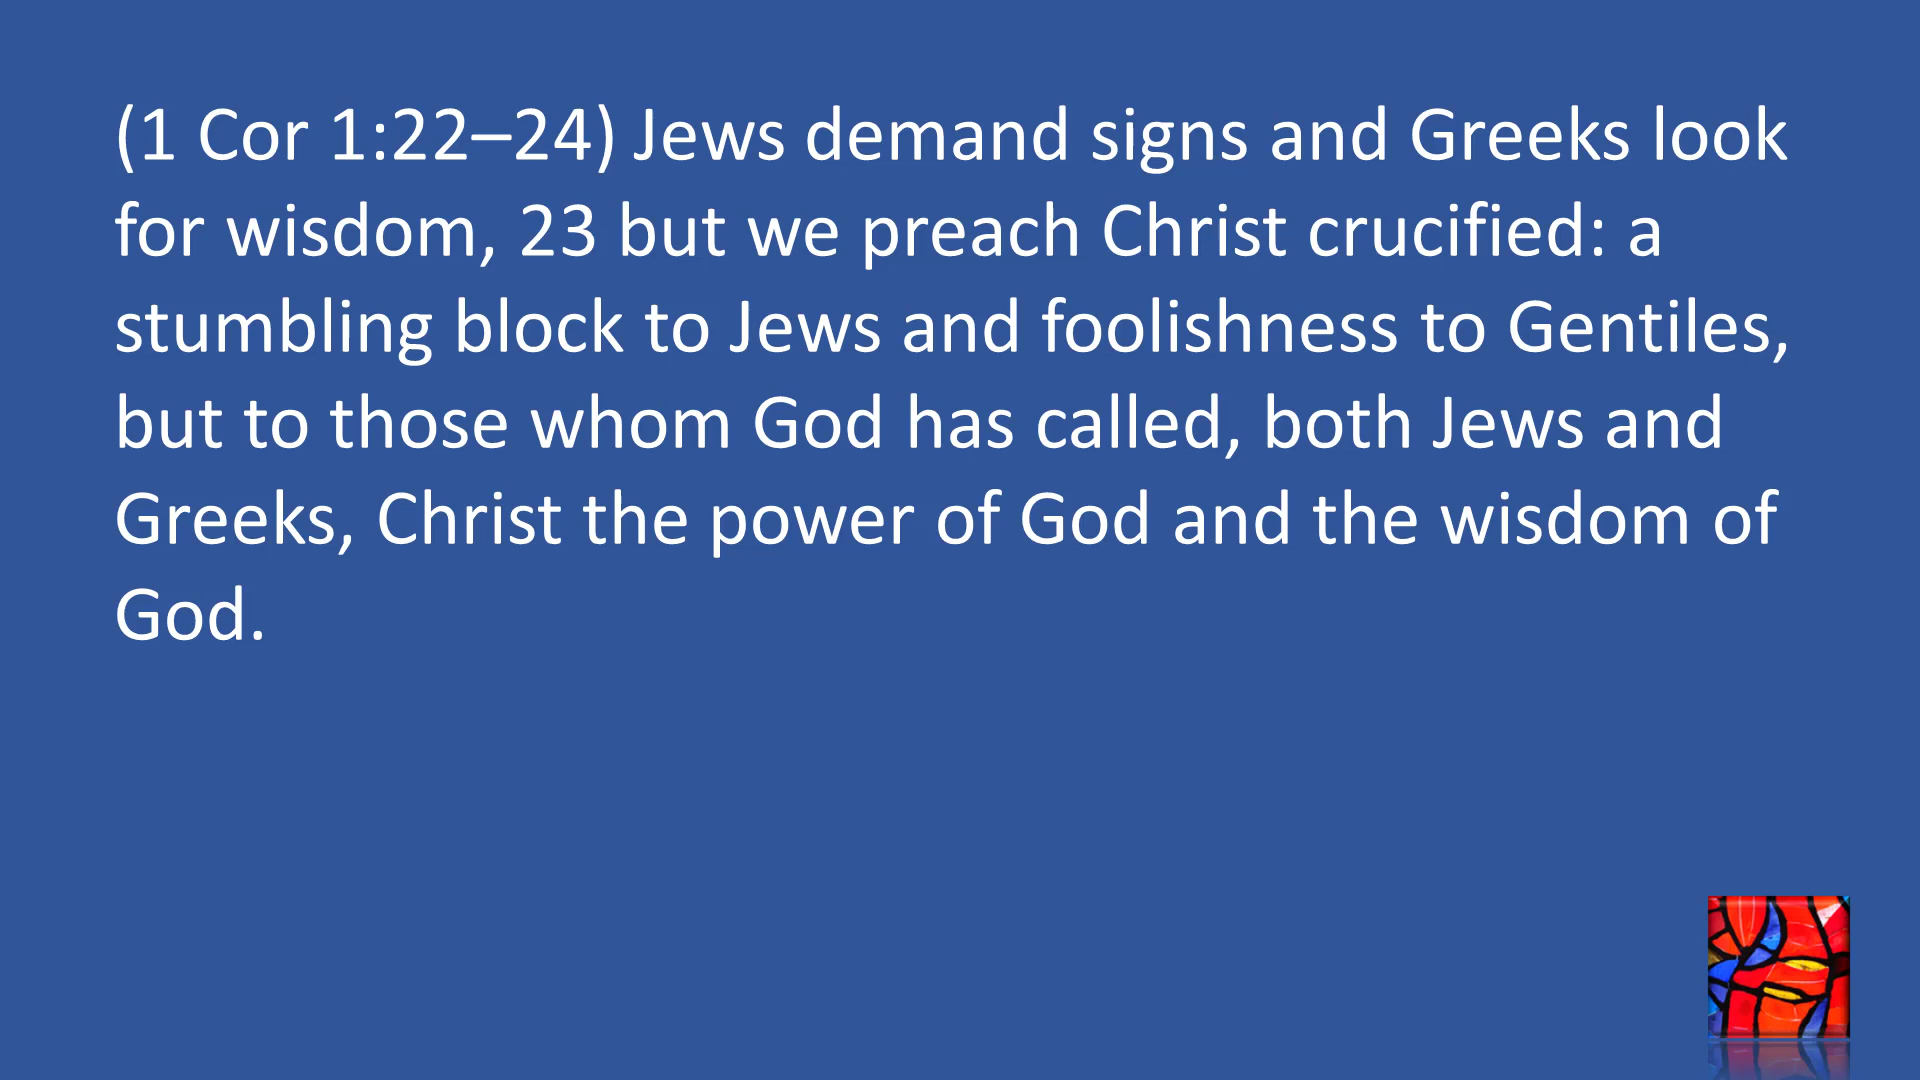 (1 Cor 1:22–24) Jews demand signs and Greeks look
for wisdom, 23 but we preach Christ crucified: a
stumbling block to Jews and foolishness to Gentiles,
but to those whom God has called, both Jews and
Greeks, Christ the power of God and the wisdom of
God.